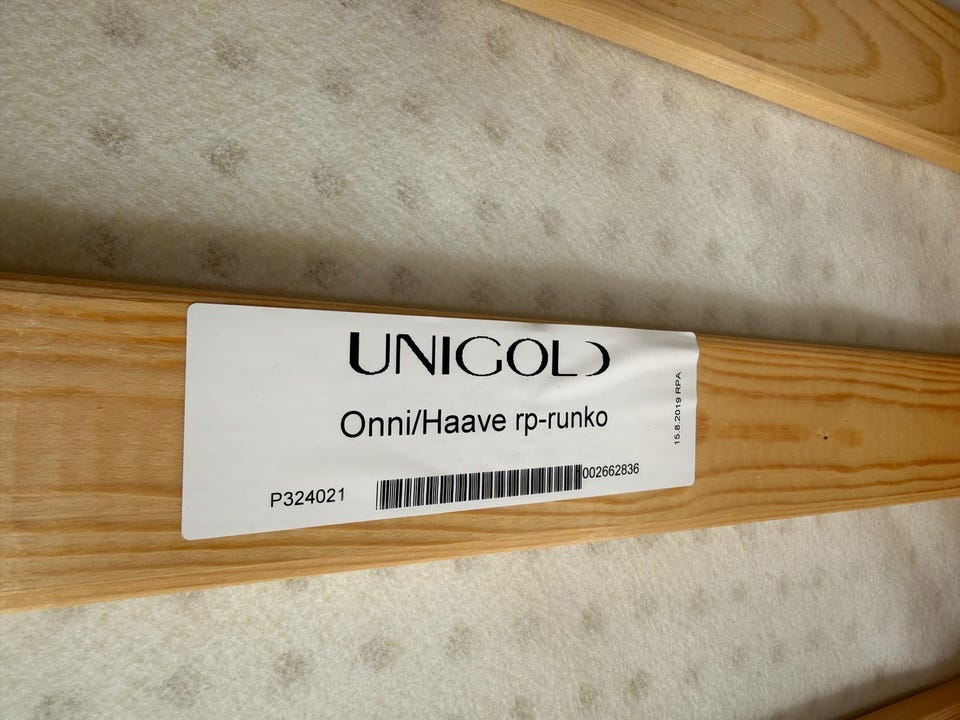 UNIGOLD
Onni/Haave rp-runko
P324021
002662836
15.8.2019 RPA